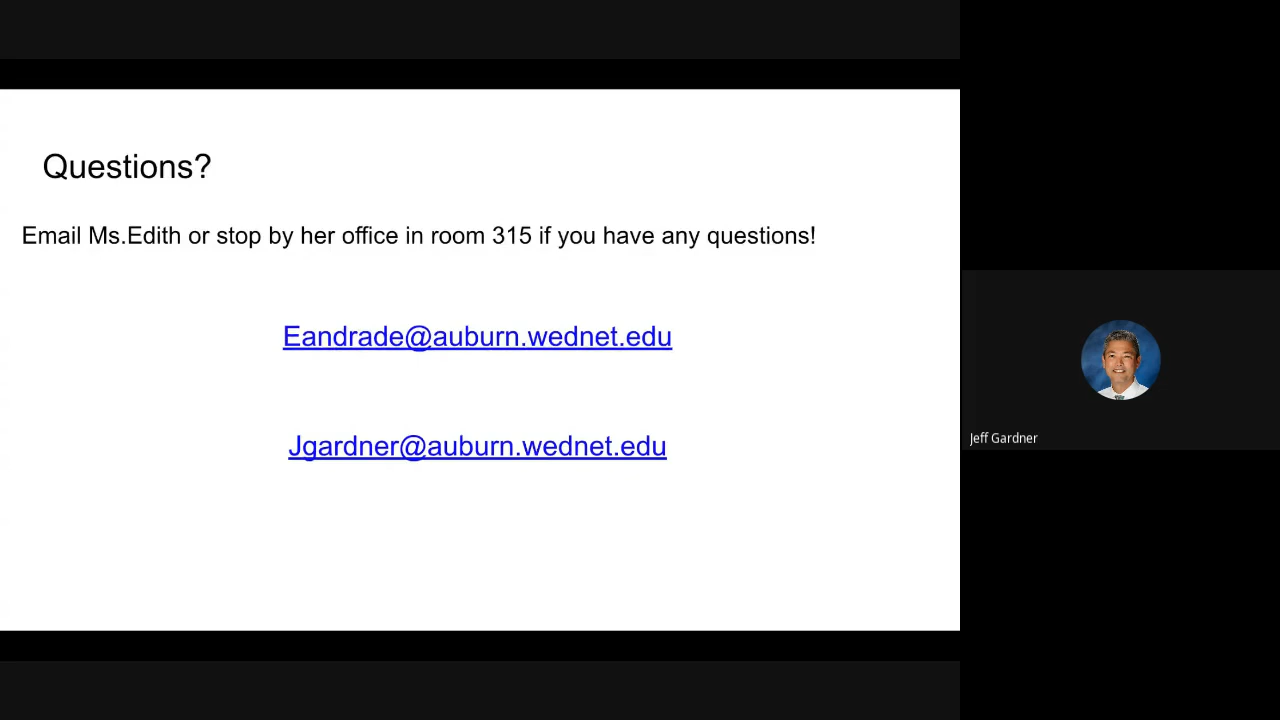 Questions?
Email Ms.Edith or stop by her office in room 315 if you have any questions!
Eandrade@auburn.wednet.edu
Jgardner@auburn.wednet.edu
Jeff Gardner